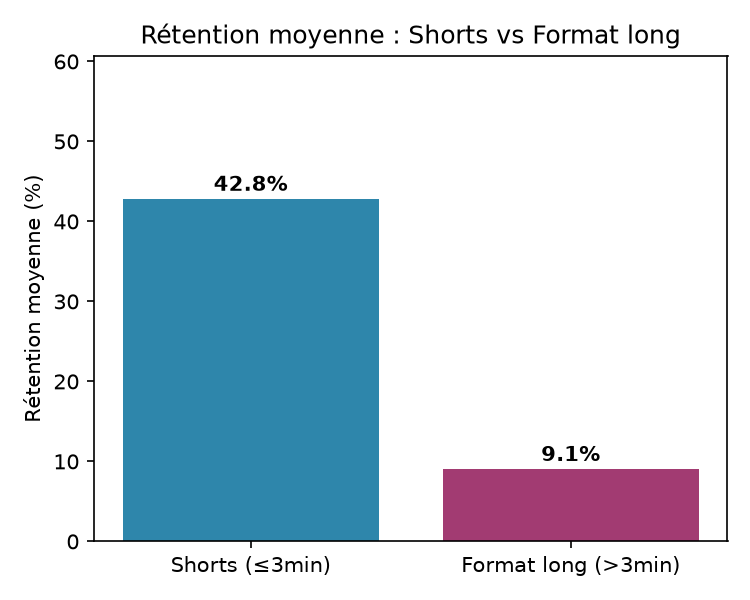 Rétention moyenne : Shorts vs Format long
Rétention moyenne (%)
60
50
40
30
20
10
0
42.8%
9.1%
Shorts (≤3min)
Format long (>3min)